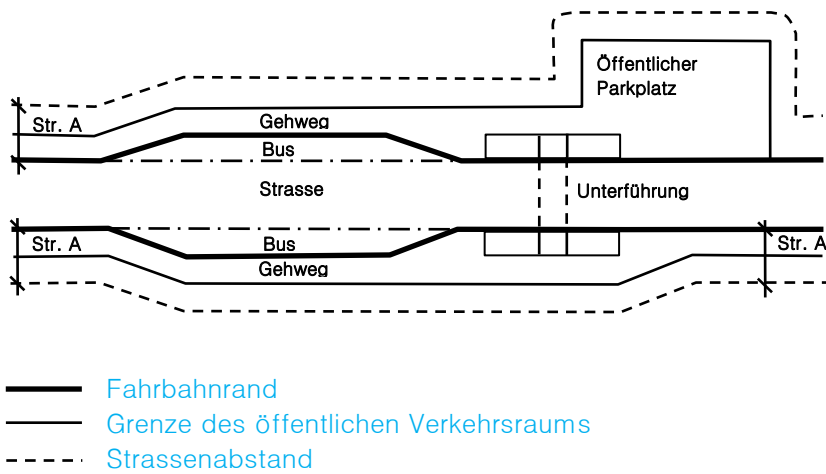 Öffentlicher
Parkplatz
Str. A
Gehweg
Bus
Strasse
Unterführung
Str. A
Bus
Str. A
Gehweg
Fahrbahnrand
Grenze des öffentlichen Verkehrsraums
Strassenabstand